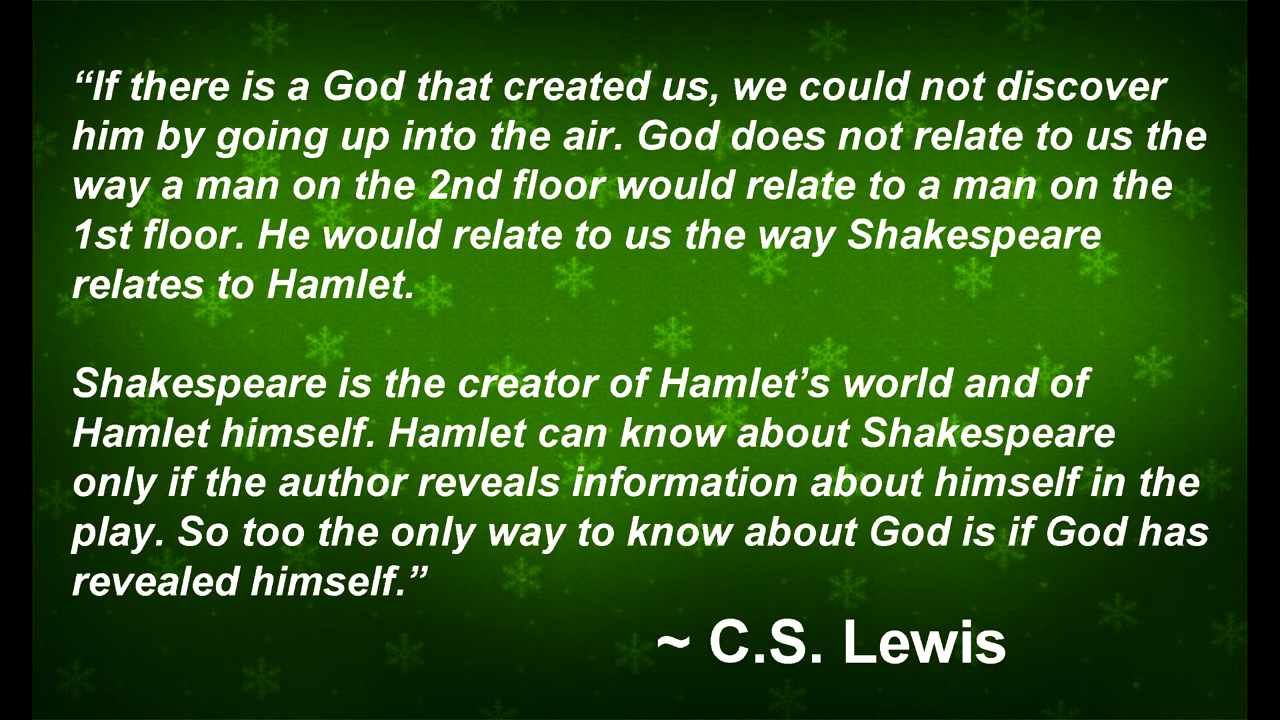 “If there is a God that created us, we could not discover
him by going up into the air. God does not relate to us the
way a man on the 2nd floor would relate to a man on the
1st floor. He would relate to us the way Shakespeare
relates to Hamlet.
Shakespeare is the creator of Hamlet’s world and of
Hamlet himself. Hamlet can know about Shakespeare
only if the author reveals information about himself in the
play. So too the only way to know about God is if God has
revealed himself.”
~ C.S. Lewis